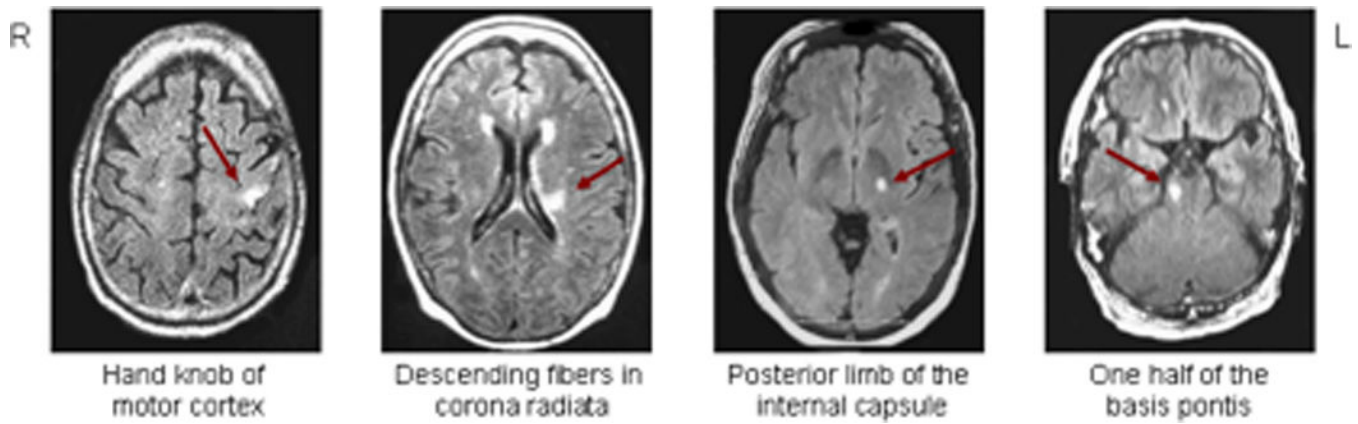 R
L
Hand knob of
motor cortex
Descending fibers in
corona radiata
Posterior limb of the
internal capsule
One half of the
basis pontis